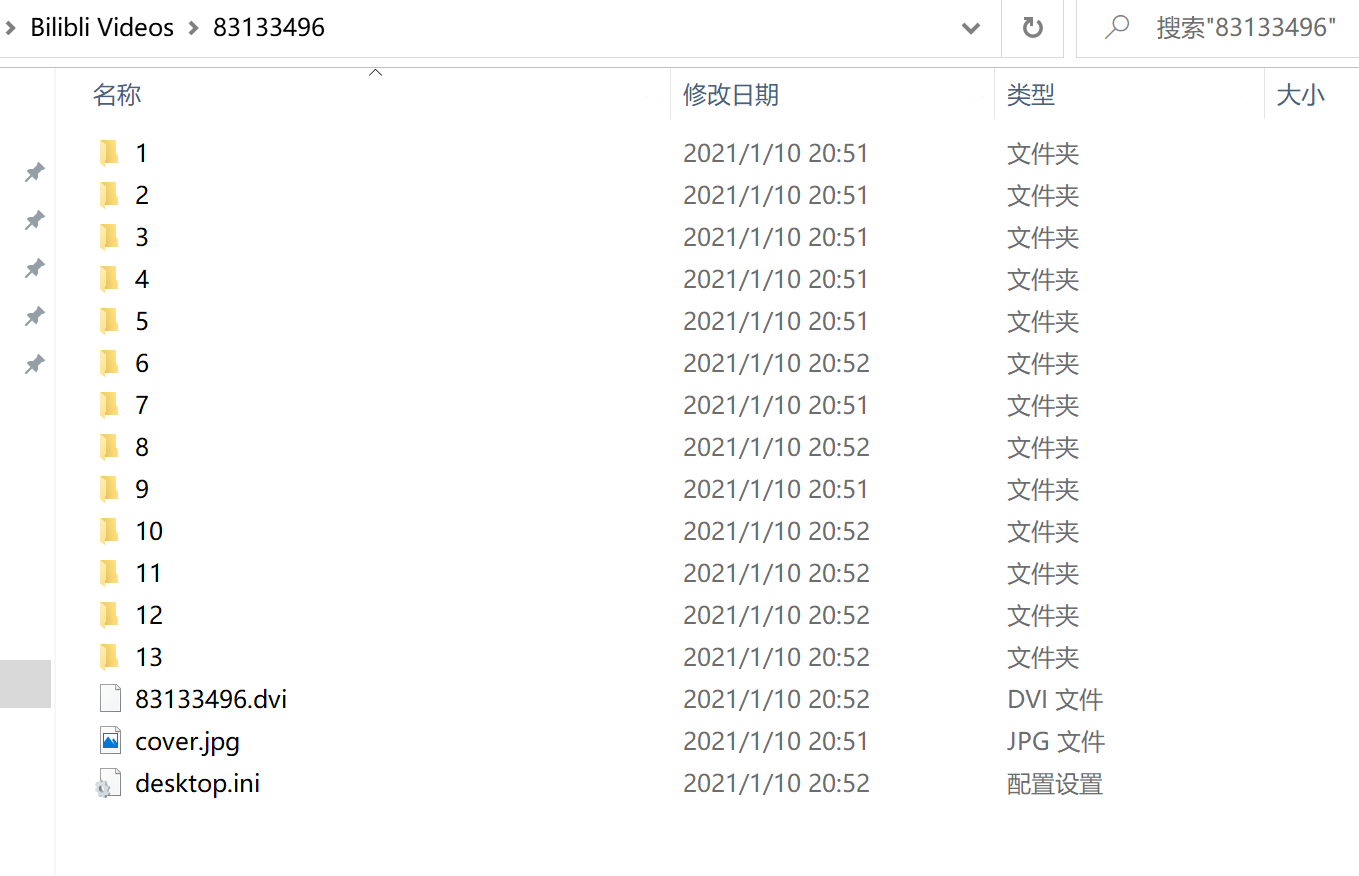 Bilibli Videos 83133496 搜索"83133496"
名称 修改日期 类型 大小
1 2021/1/10 20:51 文件夹
2 2021/1/10 20:51 文件夹
3 2021/1/10 20:51 文件夹
4 2021/1/10 20:51 文件夹
5 2021/1/10 20:51 文件夹
6 2021/1/10 20:52 文件夹
7 2021/1/10 20:51 文件夹
8 2021/1/10 20:52 文件夹
9 2021/1/10 20:51 文件夹
10 2021/1/10 20:52 文件夹
11 2021/1/10 20:52 文件夹
12 2021/1/10 20:52 文件夹
13 2021/1/10 20:52 文件夹
83133496.dvi 2021/1/10 20:52 DVI 文件
cover.jpg 2021/1/10 20:51 JPG 文件
desktop.ini 2021/1/10 20:52 配置设置